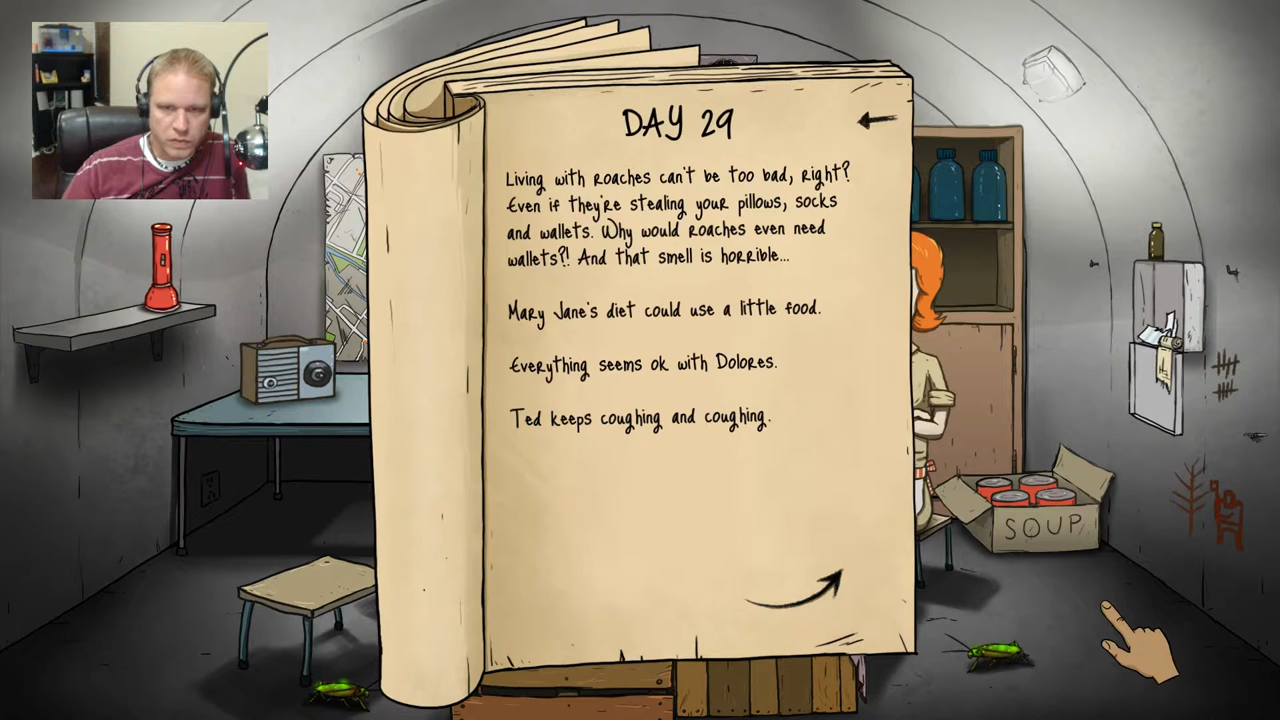 DAY 29
Living with roaches can't be too bad, right?
Even if they're stealing your pillows, socks
and wallets. Why would roaches even need
wallets?! And that smell is horrible...
Mary Jane's diet could use a little food.
Everything seems ok with Dolores.
Ted keeps coughing and coughing.
SOUP